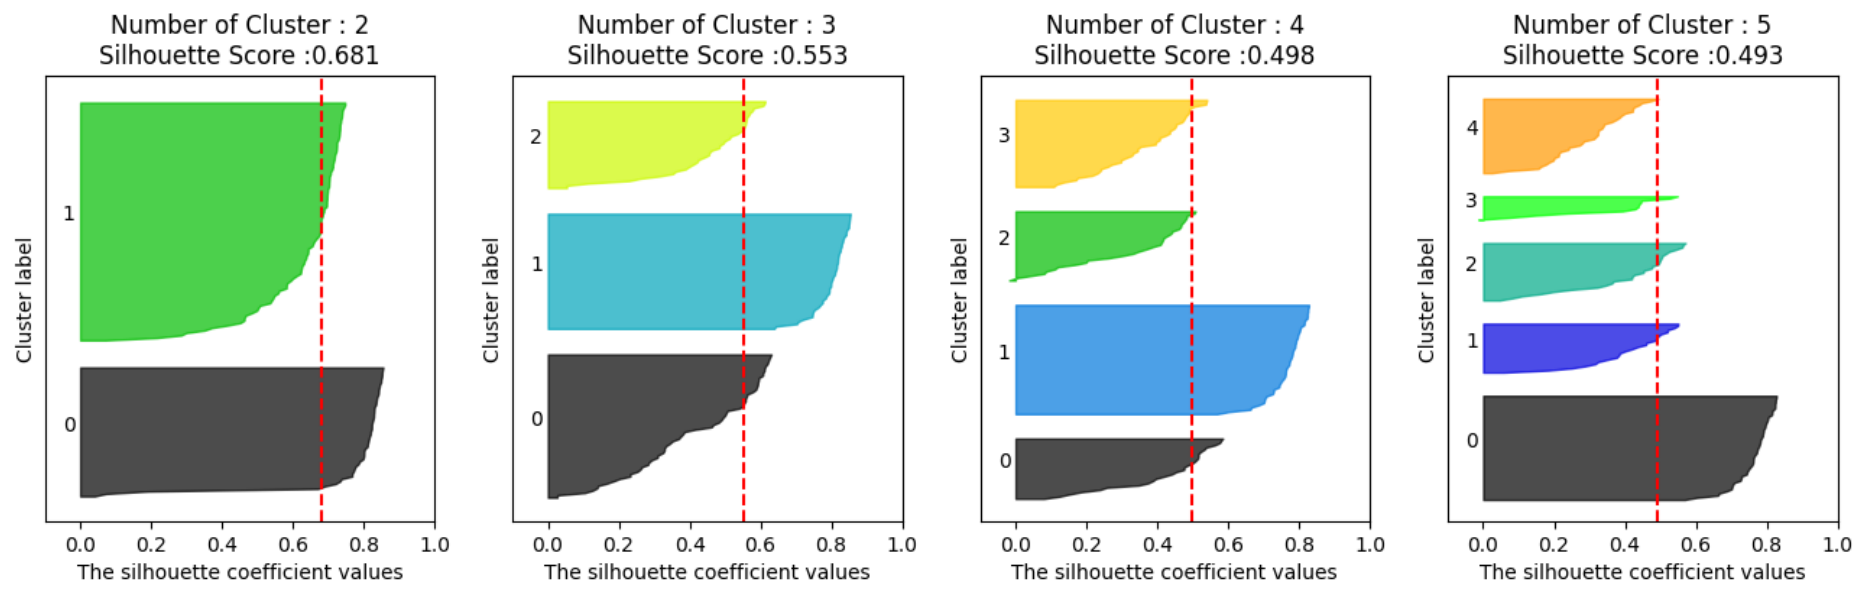 Number of Cluster : 2
Silhouette Score :0.681
Cluster label
1
0
0.0 0.2 0.4 0.6 0.8 1.0
The silhouette coefficient values
Number of Cluster : 3
Silhouette Score :0.553
Cluster label
2
1
0
0.0 0.2 0.4 0.6 0.8 1.0
The silhouette coefficient values
Number of Cluster : 4
Silhouette Score :0.498
Cluster label
3
2
1
0
0.0 0.2 0.4 0.6 0.8 1.0
The silhouette coefficient values
Number of Cluster : 5
Silhouette Score :0.493
Cluster label
4
3
2
1
0
0.0 0.2 0.4 0.6 0.8 1.0
The silhouette coefficient values